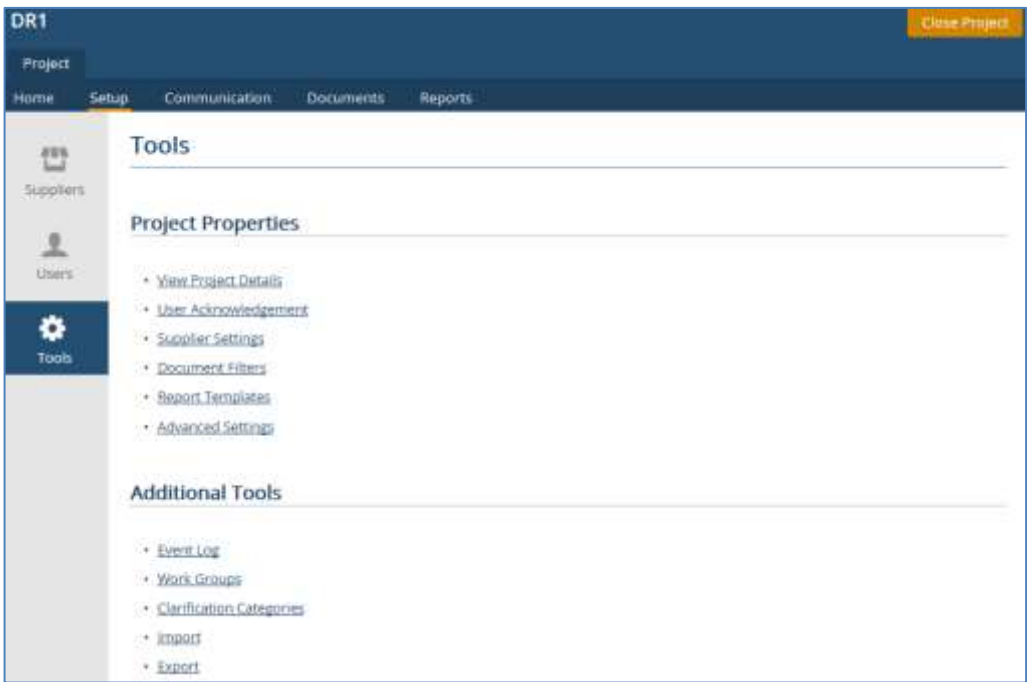 DR1
Close Project
Project
Home Setup Communication Documents Reports
Suppliers
Users
Tools
Tools
Project Properties
• View Project Details
• User Acknowledgement
• Supplier Settings
• Document Filters
• Report Templates
• Advanced Settings
Additional Tools
• Event Log
• Work Groups
• Clarification Categories
• Import
• Export